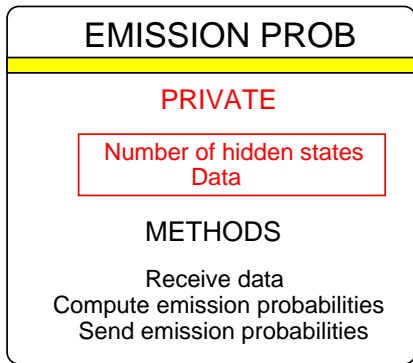 EMISSION PROB
PRIVATE
Number of hidden states
Data
METHODS
Receive data
Compute emission probabilities
Send emission probabilities